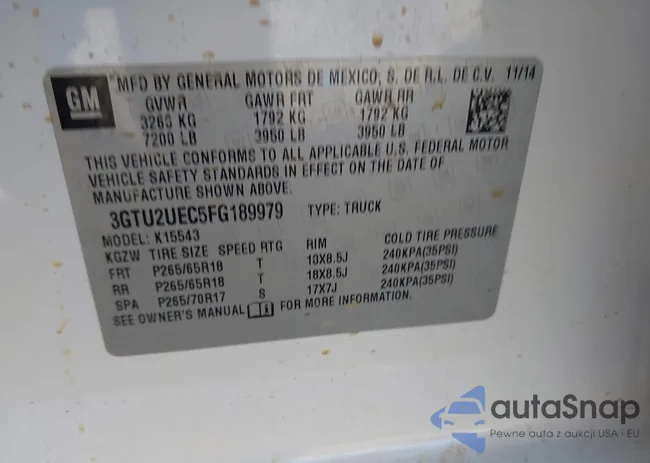 GM
MFD BY GENERAL MOTORS DE MEXICO, S. DE R.L. DE C.V. 11/14
GVWR GAWR FRT GAWR RR
3263 KG 1792 KG 1792 KG
7200 LB 3950 LB 3950 LB
THIS VEHICLE CONFORMS TO ALL APPLICABLE U.S. FEDERAL MOTOR
VEHICLE SAFETY STANDARDS IN EFFECT ON THE DATE OF
MANUFACTURE SHOWN ABOVE.
3GTU2UEC5FG189979 TYPE: TRUCK
MODEL: K15543
KGZW TIRE SIZE SPEED RTG RIM COLD TIRE PRESSURE
FRT P265/65R18 T 18X8.5J 240KPA(35PSI)
RR P265/65R18 T 18X8.5J 240KPA(35PSI)
SPA P265/70R17 S 17X7J 240KPA(35PSI)
SEE OWNER'S MANUAL FOR MORE INFORMATION.
autaSnap
Pewne auta z aukcji USA i EU